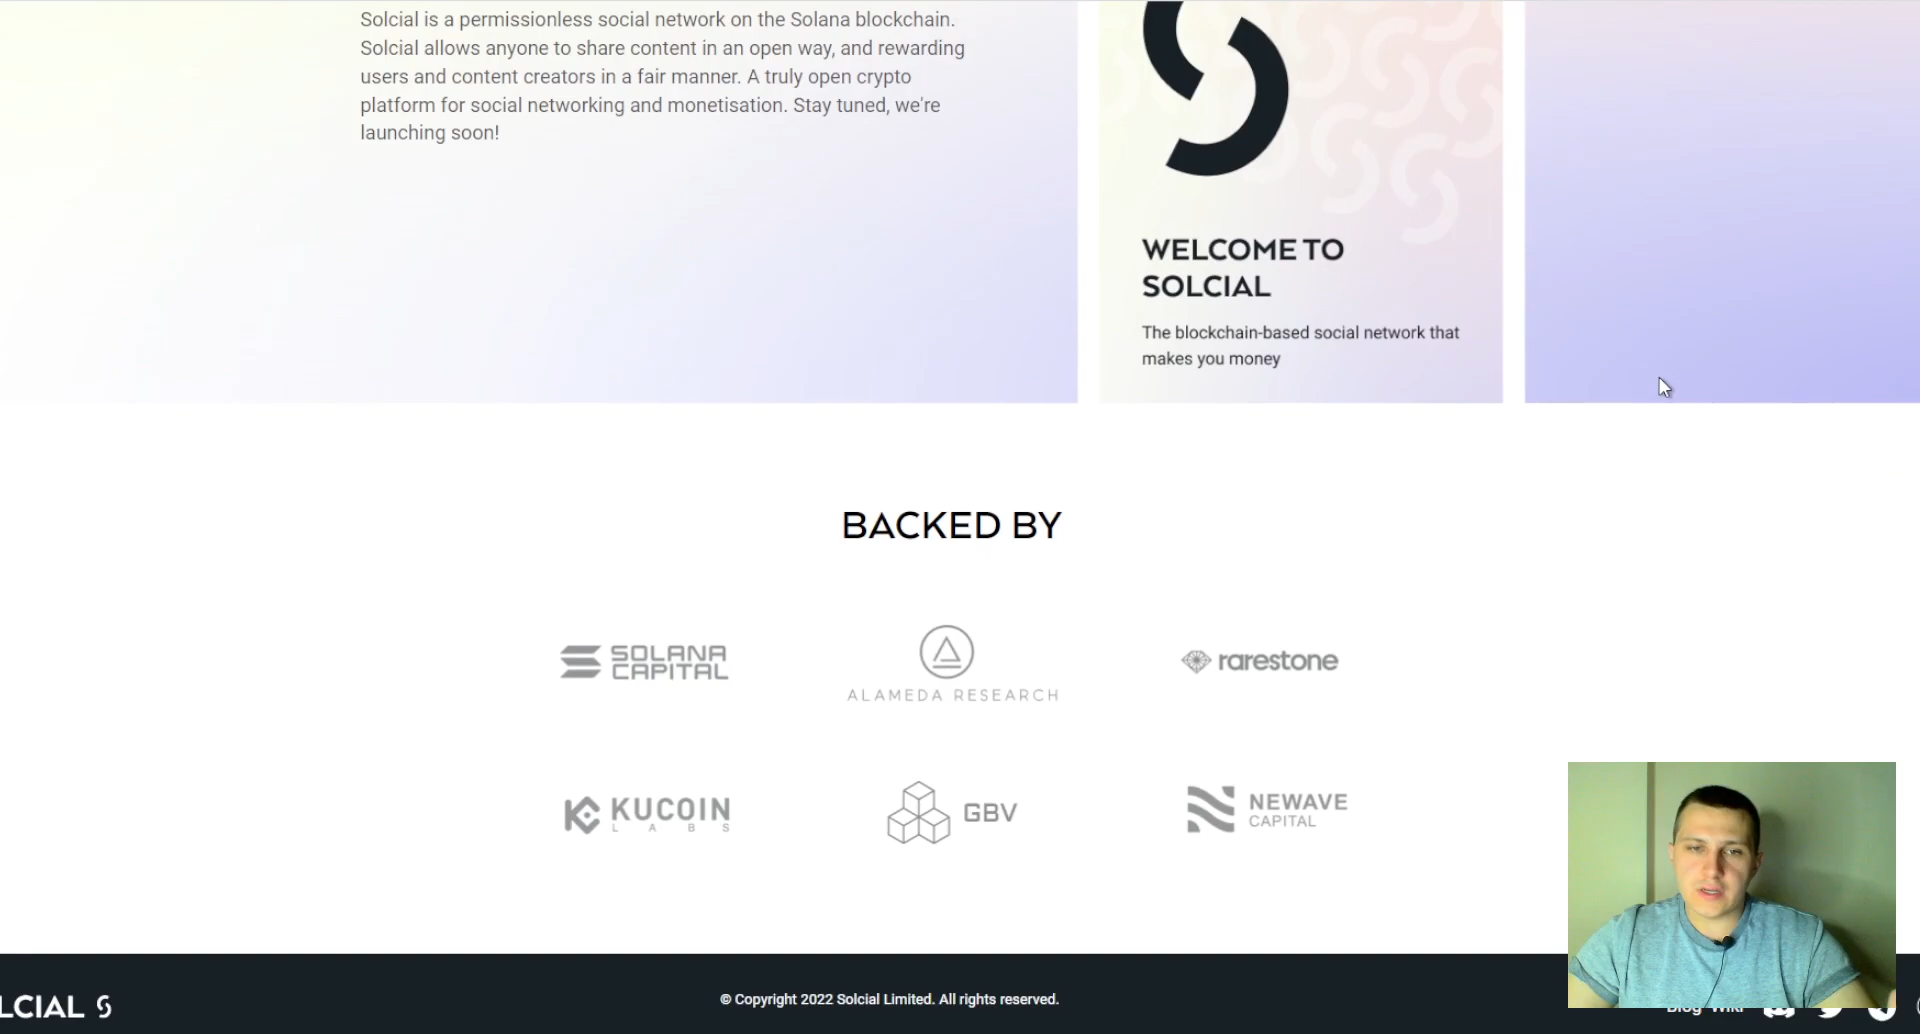 Solcial is a permissionless social network on the Solana blockchain.
Solcial allows anyone to share content in an open way, and rewarding
users and content creators in a fair manner. A truly open crypto
platform for social networking and monetisation. Stay tuned, we're
launching soon!
WELCOME TO
SOLCIAL
The blockchain-based social network that
makes you money
BACKED BY
SOLANA
CAPITAL
ALAMEDA RESEARCH
rarestone
KUCOIN
LABS
GBV
NEWAVE
CAPITAL
LCIAL
© Copyright 2022 Solcial Limited. All rights reserved.
Blog Wiki